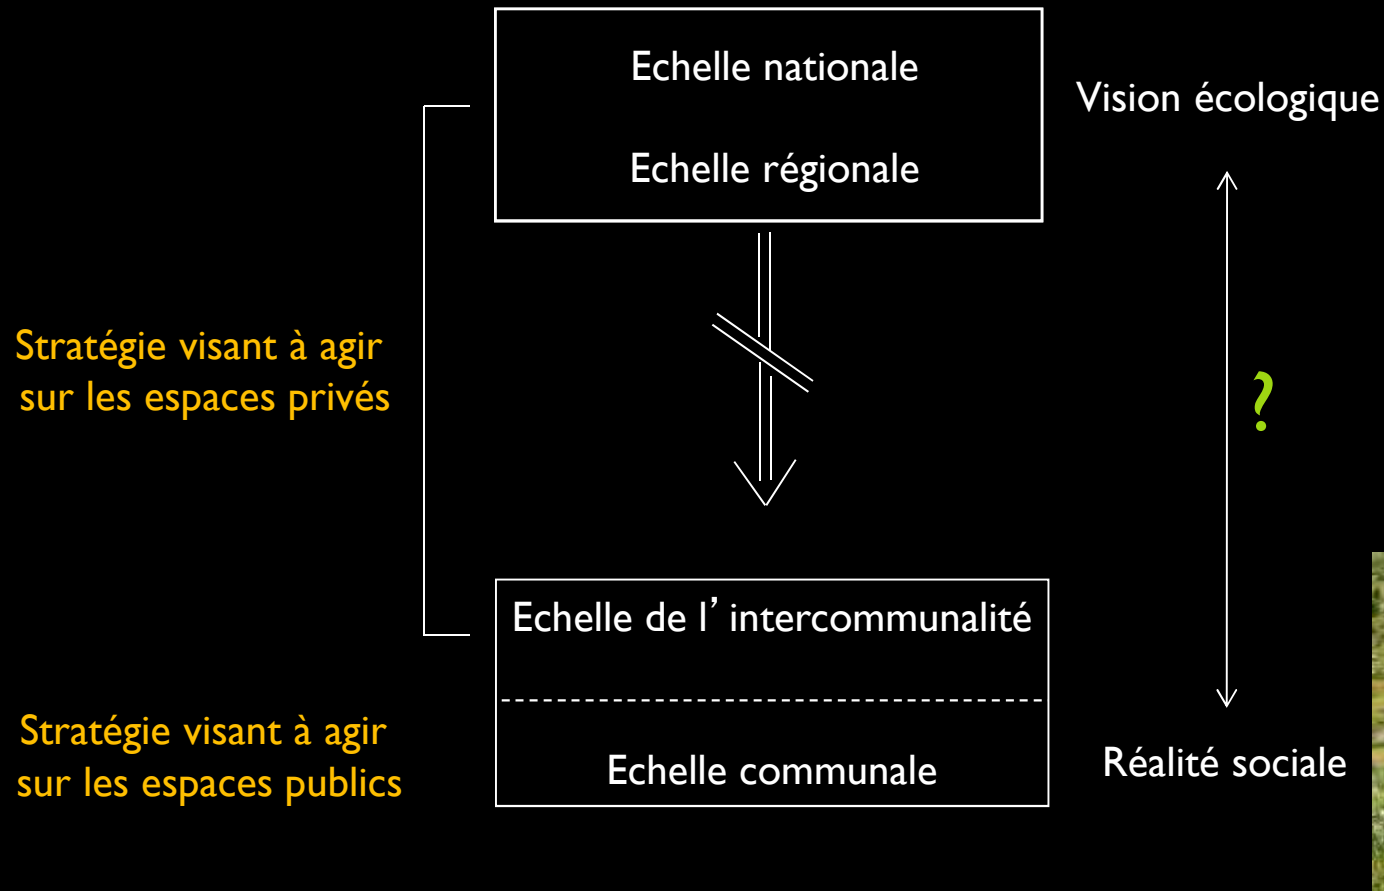 Echelle nationale
Vision écologique
Echelle régionale
Stratégie visant à agir
sur les espaces privés
?
Echelle de l’ intercommunalité
Stratégie visant à agir
sur les espaces publics
Echelle communale
Réalité sociale